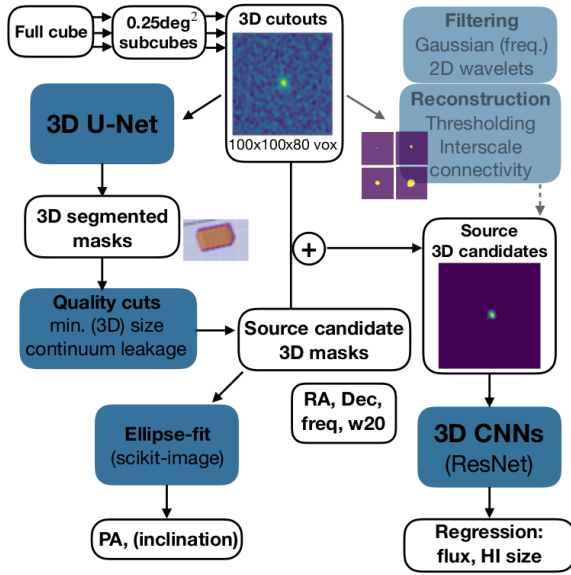 Full cube
0.25deg²
subcubes
3D cutouts
100x100x80 vox
Filtering
Gaussian (freq.)
2D wavelets
Reconstruction
Thresholding
Interscale
connectivity
3D U-Net
3D segmented
masks
+
Source
3D candidates
Quality cuts
min. (3D) size
continuum leakage
Source candidate
3D masks
RA, Dec,
freq, w20
Ellipse-fit
(scikit-image)
3D CNNs
(ResNet)
PA, (inclination)
Regression:
flux, HI size